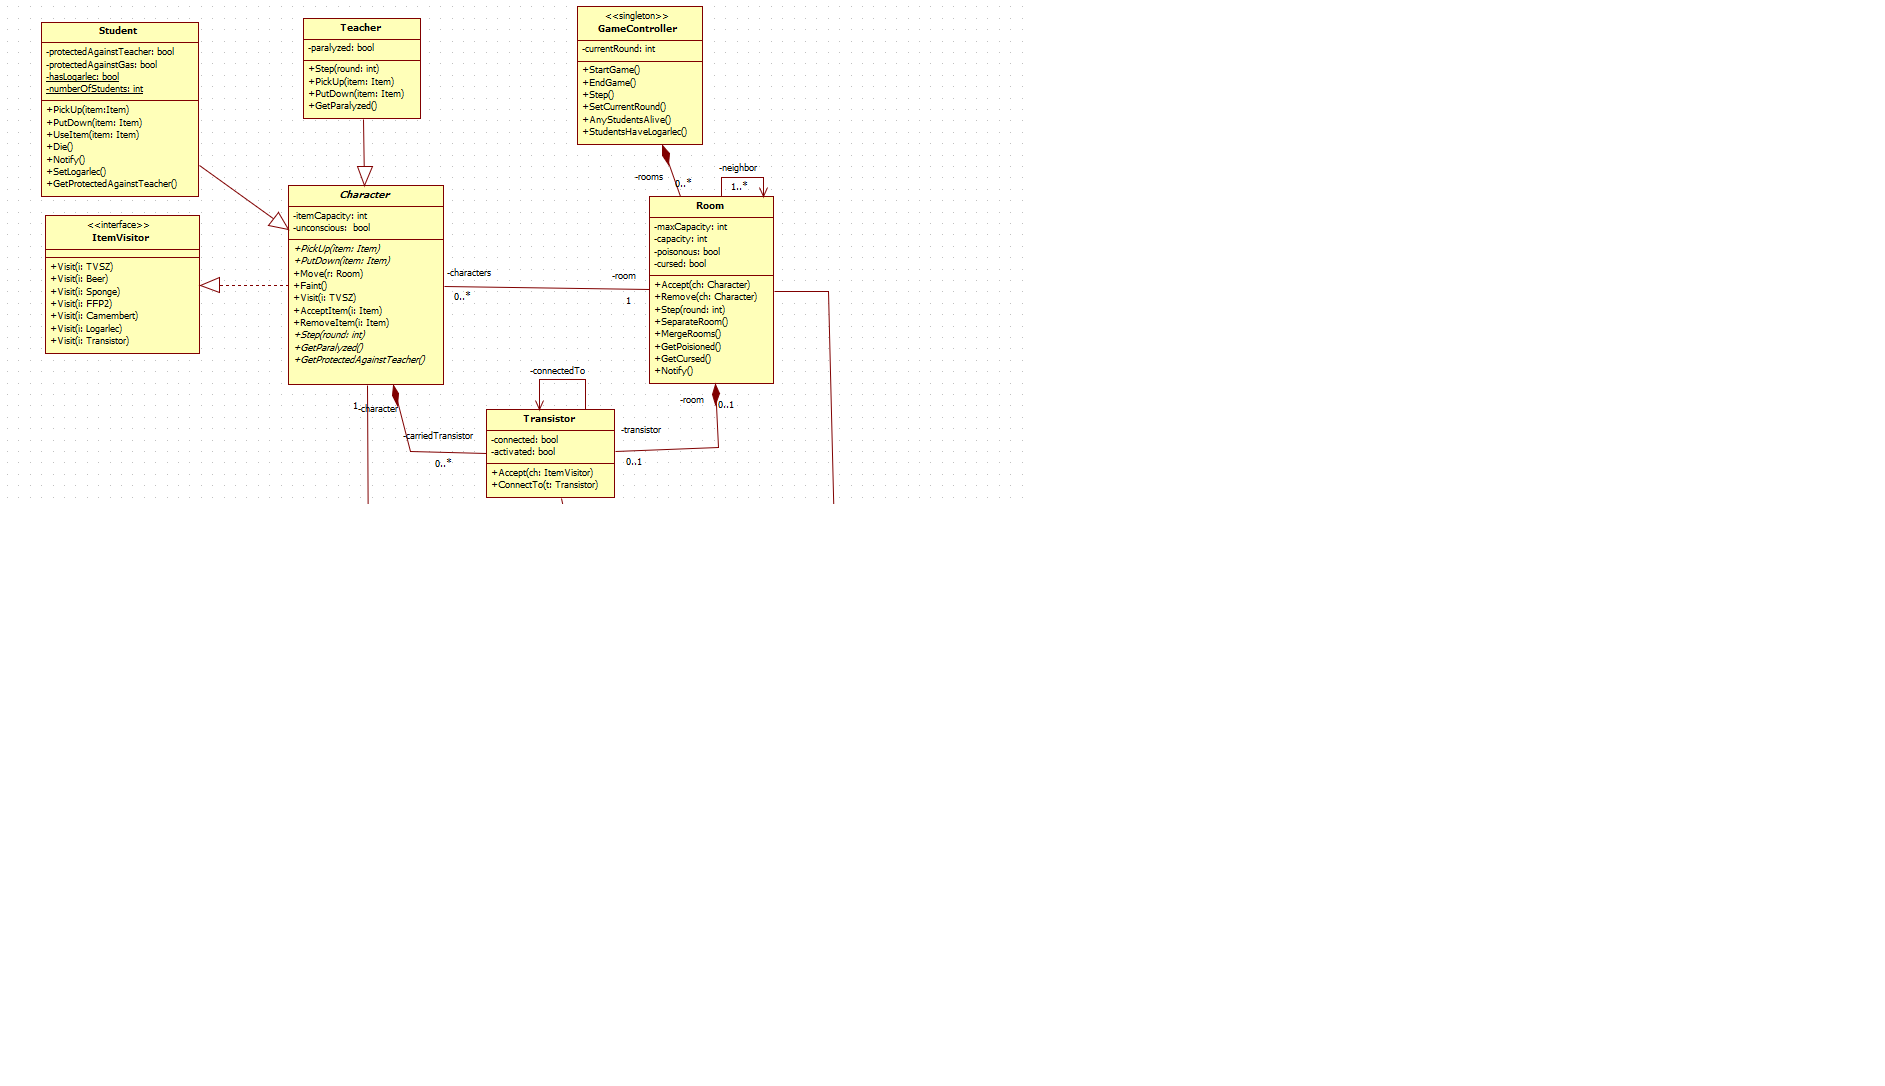 Student
-protectedAgainstTeacher: bool
-protectedAgainstGas: bool
-hasLogarlec: bool
-numberOfStudents: int
+PickUp(item:Item)
+PutDown(item: Item)
+UseItem(item: Item)
+Die()
+Notify()
+SetLogarlec()
+GetProtectedAgainstTeacher()
Teacher
-paralyzed: bool
+Step(round: int)
+PickUp(item: Item)
+PutDown(item: Item)
+GetParalyzed()
<<singleton>>
GameController
-currentRound: int
+StartGame()
+EndGame()
+Step()
+SetCurrentRound()
+AnyStudentsAlive()
+StudentsHaveLogarlec()
-rooms
0..*
-neighbor
1..*
<<interface>>
ItemVisitor
+Visit(i: TVSZ)
+Visit(i: Beer)
+Visit(i: Sponge)
+Visit(i: FFP2)
+Visit(i: Camembert)
+Visit(i: Logarlec)
+Visit(i: Transistor)
Character
-itemCapacity: int
-unconscious: bool
+PickUp(item: Item)
+PutDown(item: Item)
+Move(r: Room)
+Faint()
+Visit(i: TVSZ)
+AcceptItem(i: Item)
+RemoveItem(i: Item)
+Step(round: int)
+GetParalyzed()
+GetProtectedAgainstTeacher()
-characters
0..*
-room
1
Room
-maxCapacity: int
-capacity: int
-poisonous: bool
-cursed: bool
+Accept(ch: Character)
+Remove(ch: Character)
+Step(round: int)
+SeparateRoom()
+MergeRooms()
+GetPoisioned()
+GetCursed()
+Notify()
-connectedTo
1
-character
-carriedTransistor
0..*
Transistor
-connected: bool
-activated: bool
+Accept(ch: ItemVisitor)
+ConnectTo(t: Transistor)
-room
0..1
-transistor
0..1